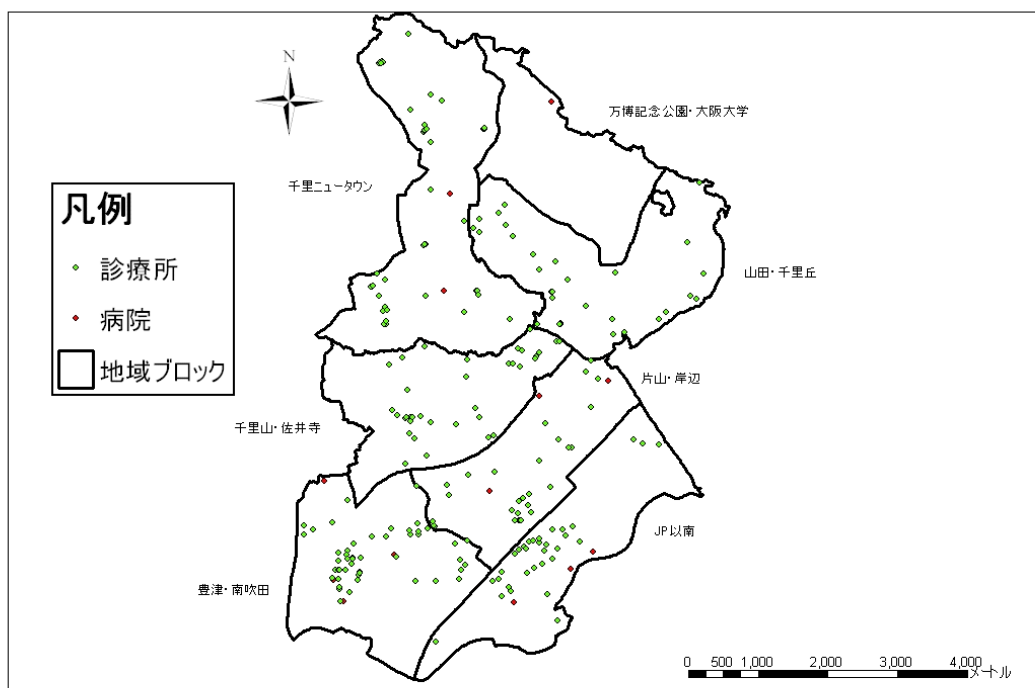 N
万博記念公園・大阪大学
千里ニュータウン
凡例
診療所
病院
地域ブロック
山田・千里丘
片山・岸辺
千里山・佐井寺
JP以南
豊津・南吹田
0 500 1,000 2,000 3,000 4,000
メートル